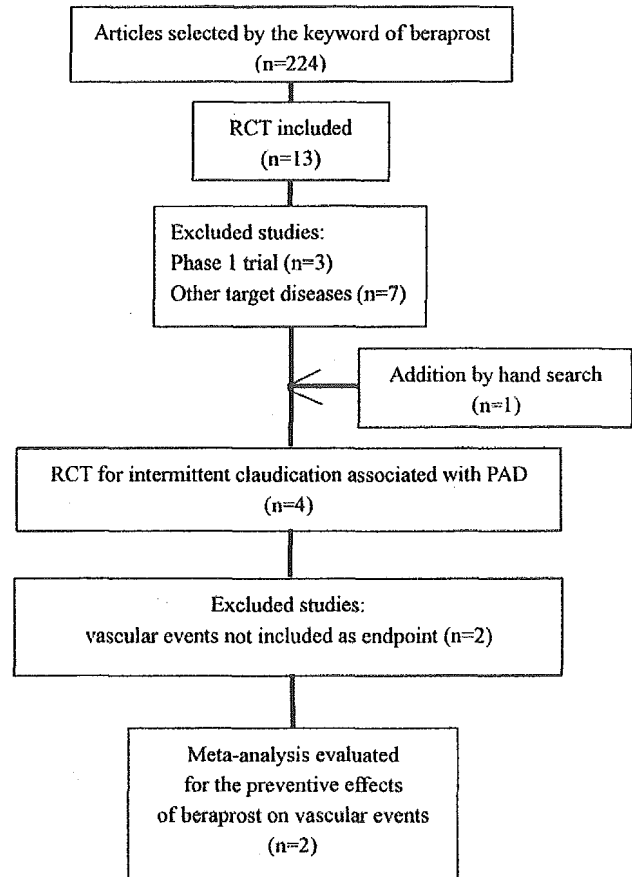 Articles selected by the keyword of beraprost
(n=224)
RCT included
(n=13)
Excluded studies:
Phase 1 trial (n=3)
Other target diseases (n=7)
Addition by hand search
(n=1)
RCT for intermittent claudication associated with PAD
(n=4)
Excluded studies:
vascular events not included as endpoint (n=2)
Meta-analysis evaluated
for the preventive effects
of beraprost on vascular events
(n=2)